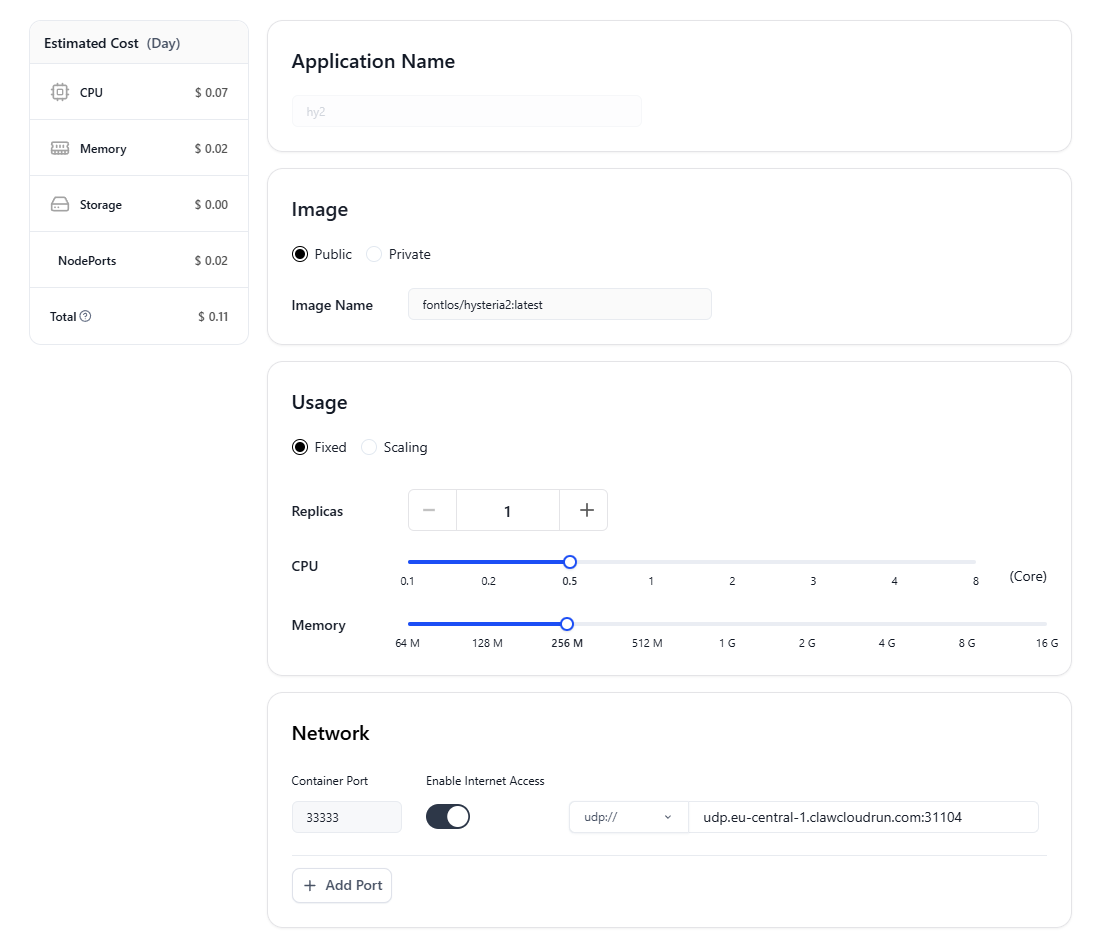 Estimated Cost (Day)
CPU $ 0.07
Memory $ 0.02
Storage $ 0.00
NodePorts $ 0.02
Total $ 0.11
Application Name
hy2
Image
Public Private
Image Name fontlos/hysteria2:latest
Usage
Fixed Scaling
Replicas 1
CPU
0.1 0.2 0.5 1 2 3 4 8 (Core)
Memory
64 M 128 M 256 M 512 M 1 G 2 G 4 G 8 G 16 G
Network
Container Port Enable Internet Access
33333 udp:// udp.eu-central-1.clawcloudrun.com:31104
Add Port